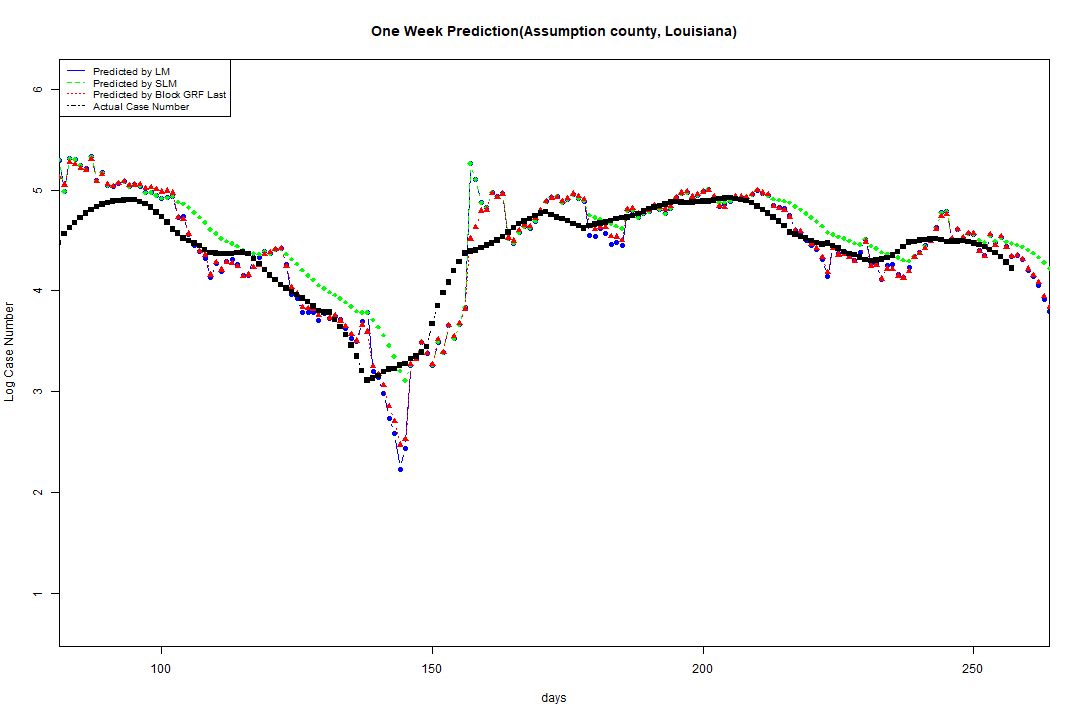 One Week Prediction(Assumption county, Louisiana)
Predicted by LM
Predicted by SLM
Predicted by Block GRF Last
Actual Case Number
6
5
4
3
2
1
Log Case Number
100
150
200
250
days